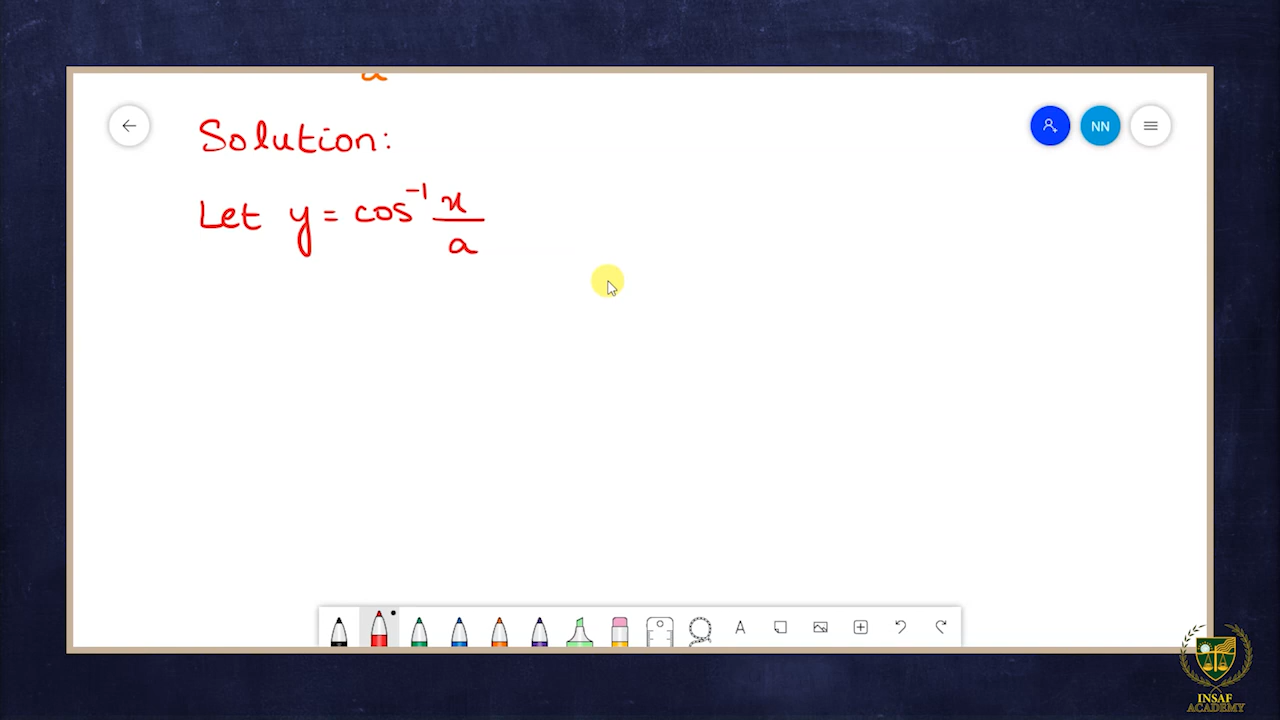 a
Solution:
Let y = cos⁻¹ x/a
NN
A
INSAF
ACADEMY